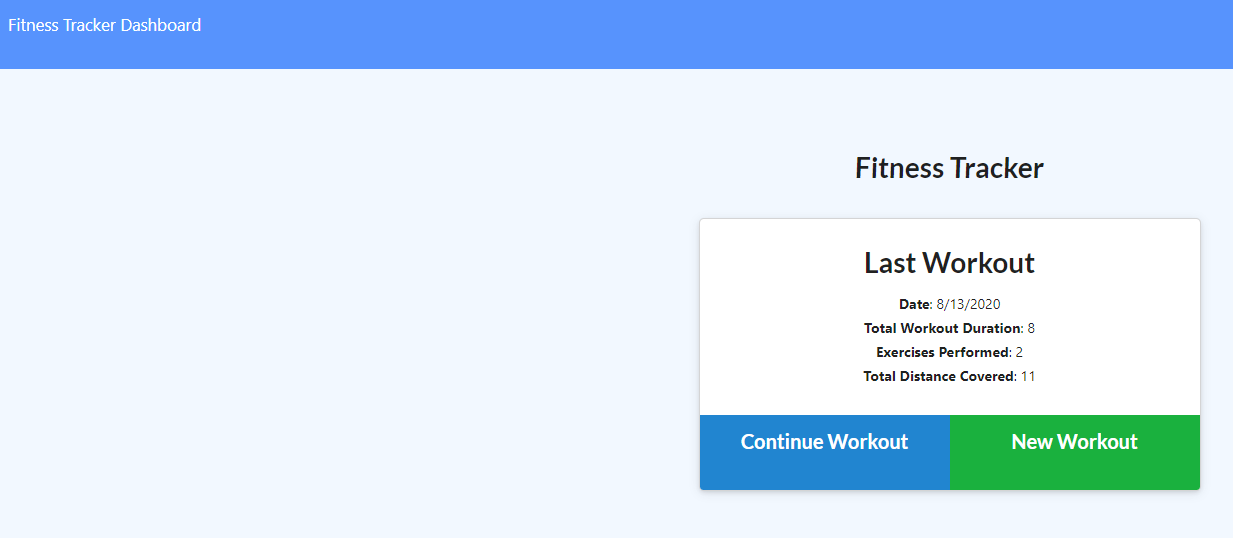 Fitness Tracker Dashboard
Fitness Tracker
Last Workout
Date: 8/13/2020
Total Workout Duration: 8
Exercises Performed: 2
Total Distance Covered: 11
Continue Workout
New Workout